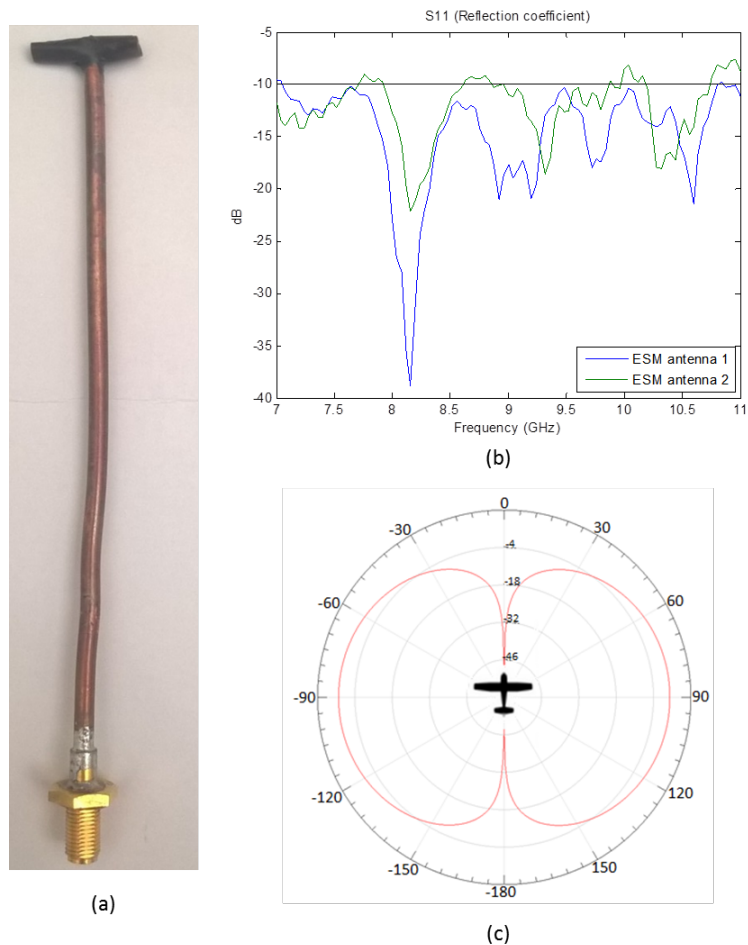 S11 (Reflection coefficient)
-5
-10
-15
-20
-25
-30
-35
-40
dB
7 7.5 8 8.5 9 9.5 10 10.5 11
Frequency (GHz)
ESM antenna 1
ESM antenna 2
(b)
0
-30 30
-4
-18
-60 60
-32
-46
-90 90
-120 120
-150 150
-180
(a)
(c)